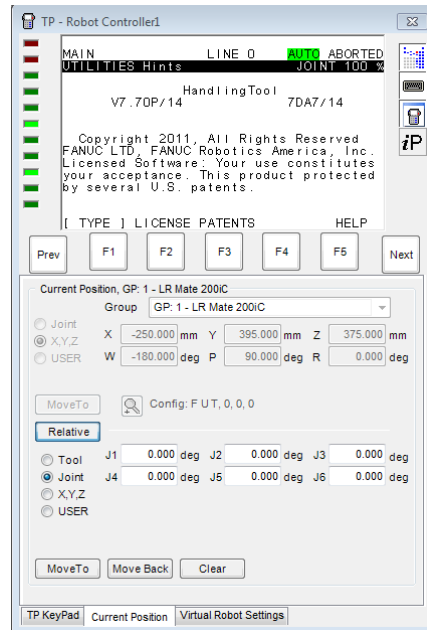 TP - Robot Controller1
MAIN LINE 0 AUTO ABORTED
UTILITIES Hints JOINT 100 %
HandlingTool
V7.70P/14 7DA7/14
Copyright 2011, All Rights Reserved
FANUC LTD, FANUC Robotics America, Inc.
Licensed Software: Your use constitutes
your acceptance. This product protected
by several U.S. patents.
[ TYPE ] LICENSE PATENTS HELP
iP
Prev F1 F2 F3 F4 F5 Next
Current Position, GP: 1 - LR Mate 200iC
Group GP: 1 - LR Mate 200iC
Joint
X,Y,Z X -250.000 mm Y 395.000 mm Z 375.000 mm
USER W -180.000 deg P 90.000 deg R 0.000 deg
MoveTo Config: F U T, 0, 0, 0
Relative
Tool J1 0.000 deg J2 0.000 deg J3 0.000 deg
Joint J4 0.000 deg J5 0.000 deg J6 0.000 deg
X,Y,Z
USER
MoveTo Move Back Clear
TP KeyPad Current Position Virtual Robot Settings